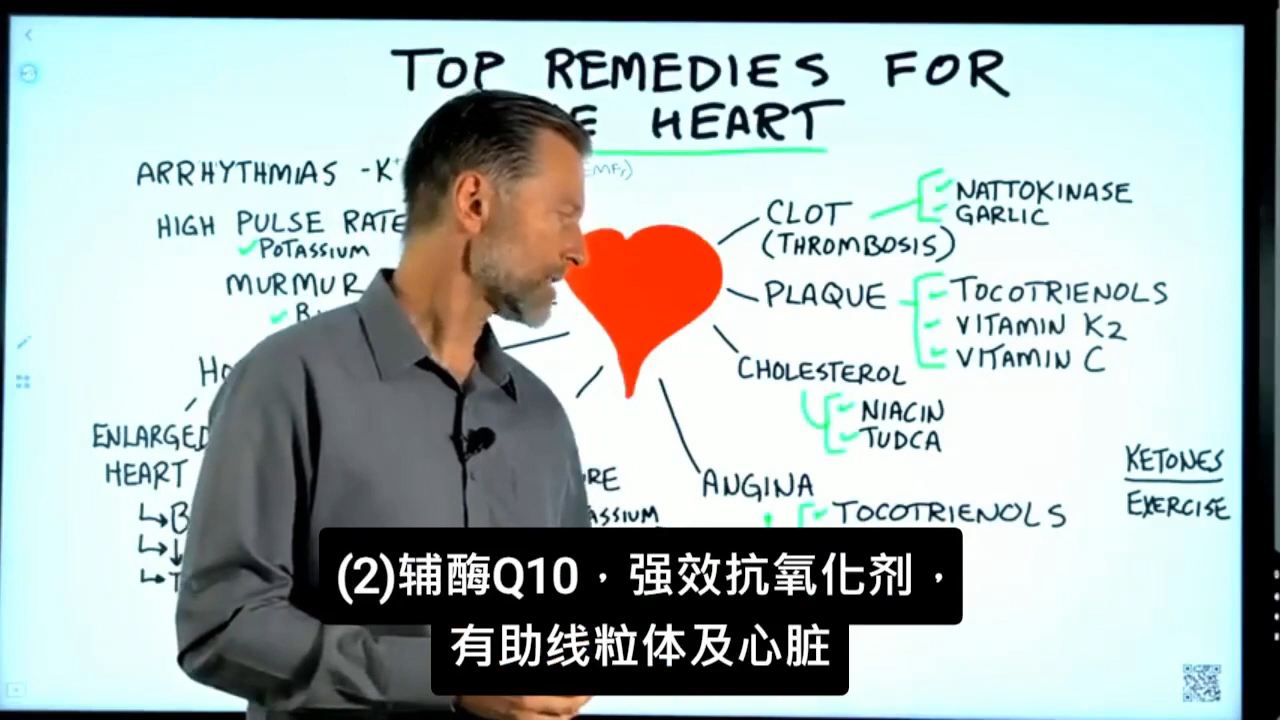 TOP REMEDIES FOR
HEART
ARRHYTHMIAS -K+
EMFs)
HIGH PULSE RATE
✓POTASSIUM
MURMUR
ENLARGED
HEART
CLOT
(THROMBOSIS)
✓NATTOKINASE
✓GARLIC
PLAQUE
✓TOCOTRIENOLS
✓VITAMIN K2
✓VITAMIN C
CHOLESTEROL
✓NIACIN
✓TUDCA
ANGINA
✓TOCOTRIENOLS
KETONES
EXERCISE
(2)辅酶Q10，强效抗氧化剂，
有助线粒体及心脏